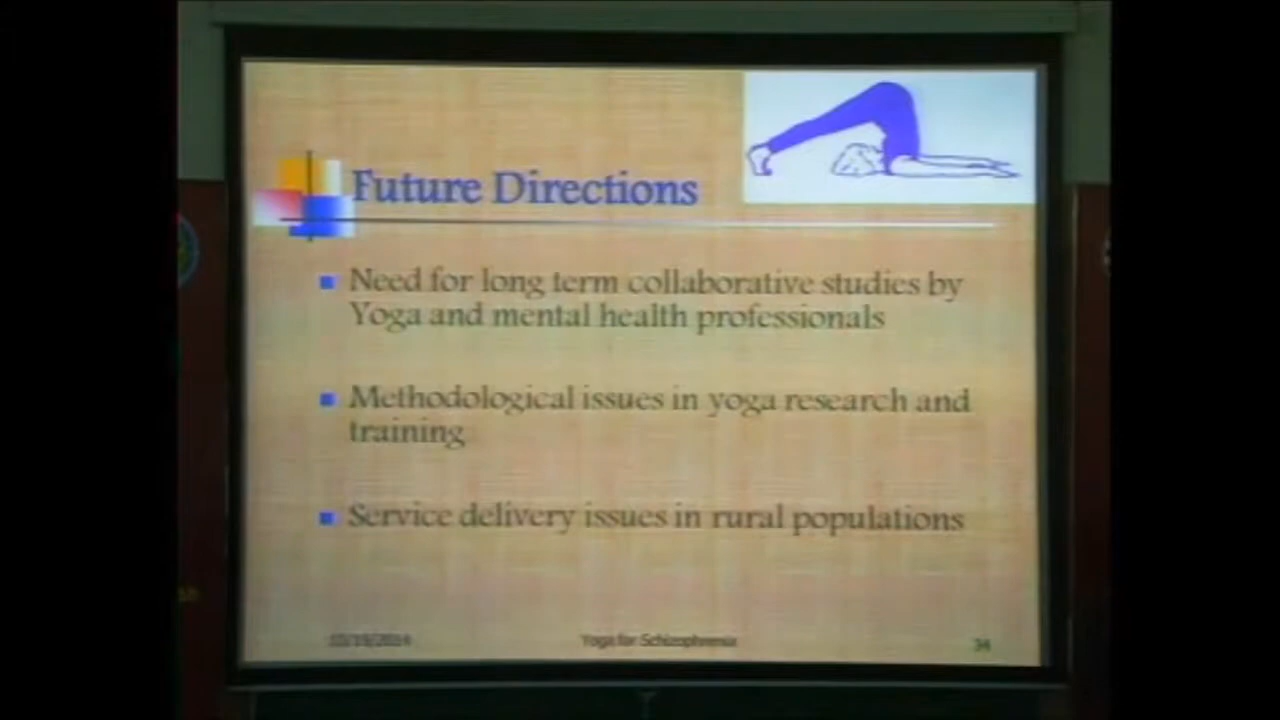 Future Directions
Need for long term collaborative studies by
Yoga and mental health professionals
Methodological issues in yoga research and
training
Service delivery issues in rural populations
Yoga for Schizophrenia
34